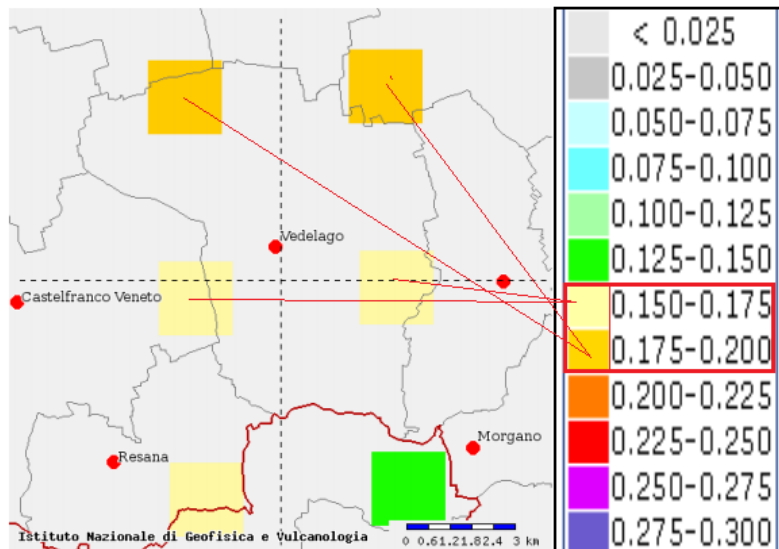 Vedelago
Castelfranco Veneto
Resana
Morgano
Istituto Nazionale di Geofisica e Vulcanologia
0 0.61.21.82.4 3 km
< 0.025
0.025-0.050
0.050-0.075
0.075-0.100
0.100-0.125
0.125-0.150
0.150-0.175
0.175-0.200
0.200-0.225
0.225-0.250
0.250-0.275
0.275-0.300